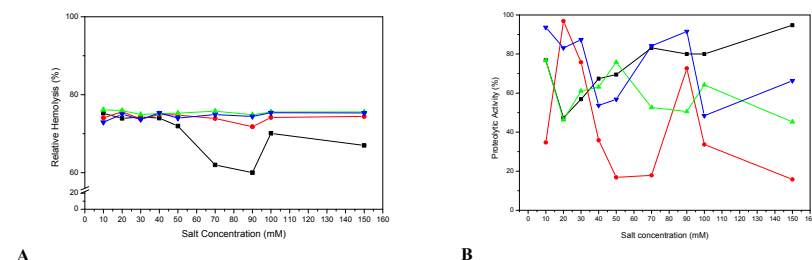 100
80
60
20
0
0 10 20 30 40 50 60 70 80 90 100 110 120 130 140 150 160
Relative Hemolysis (%)
Salt Concentration (mM)
A
100
80
60
40
20
0
0 10 20 30 40 50 60 70 80 90 100 110 120 130 140 150 16
Proteolytic Activity (%)
Salt concentration (mM)
B